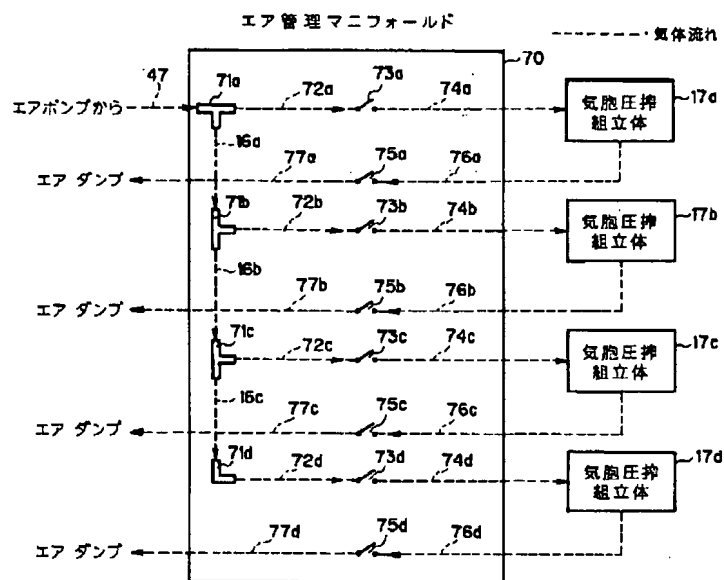 エア管理マニフォールド
気体流れ
70
47
71a
72a
73a
74a
17a
エアポンプから
気胞圧搾
組立体
16a
エア ダンプ
77a
75a
76a
71b
72b
73b
74b
17b
気胞圧搾
組立体
16b
エア ダンプ
77b
75b
76b
71c
72c
73c
74c
17c
気胞圧搾
組立体
16c
エア ダンプ
77c
75c
76c
71d
72d
73d
74d
17d
気胞圧搾
組立体
エア ダンプ
77d
75d
76d